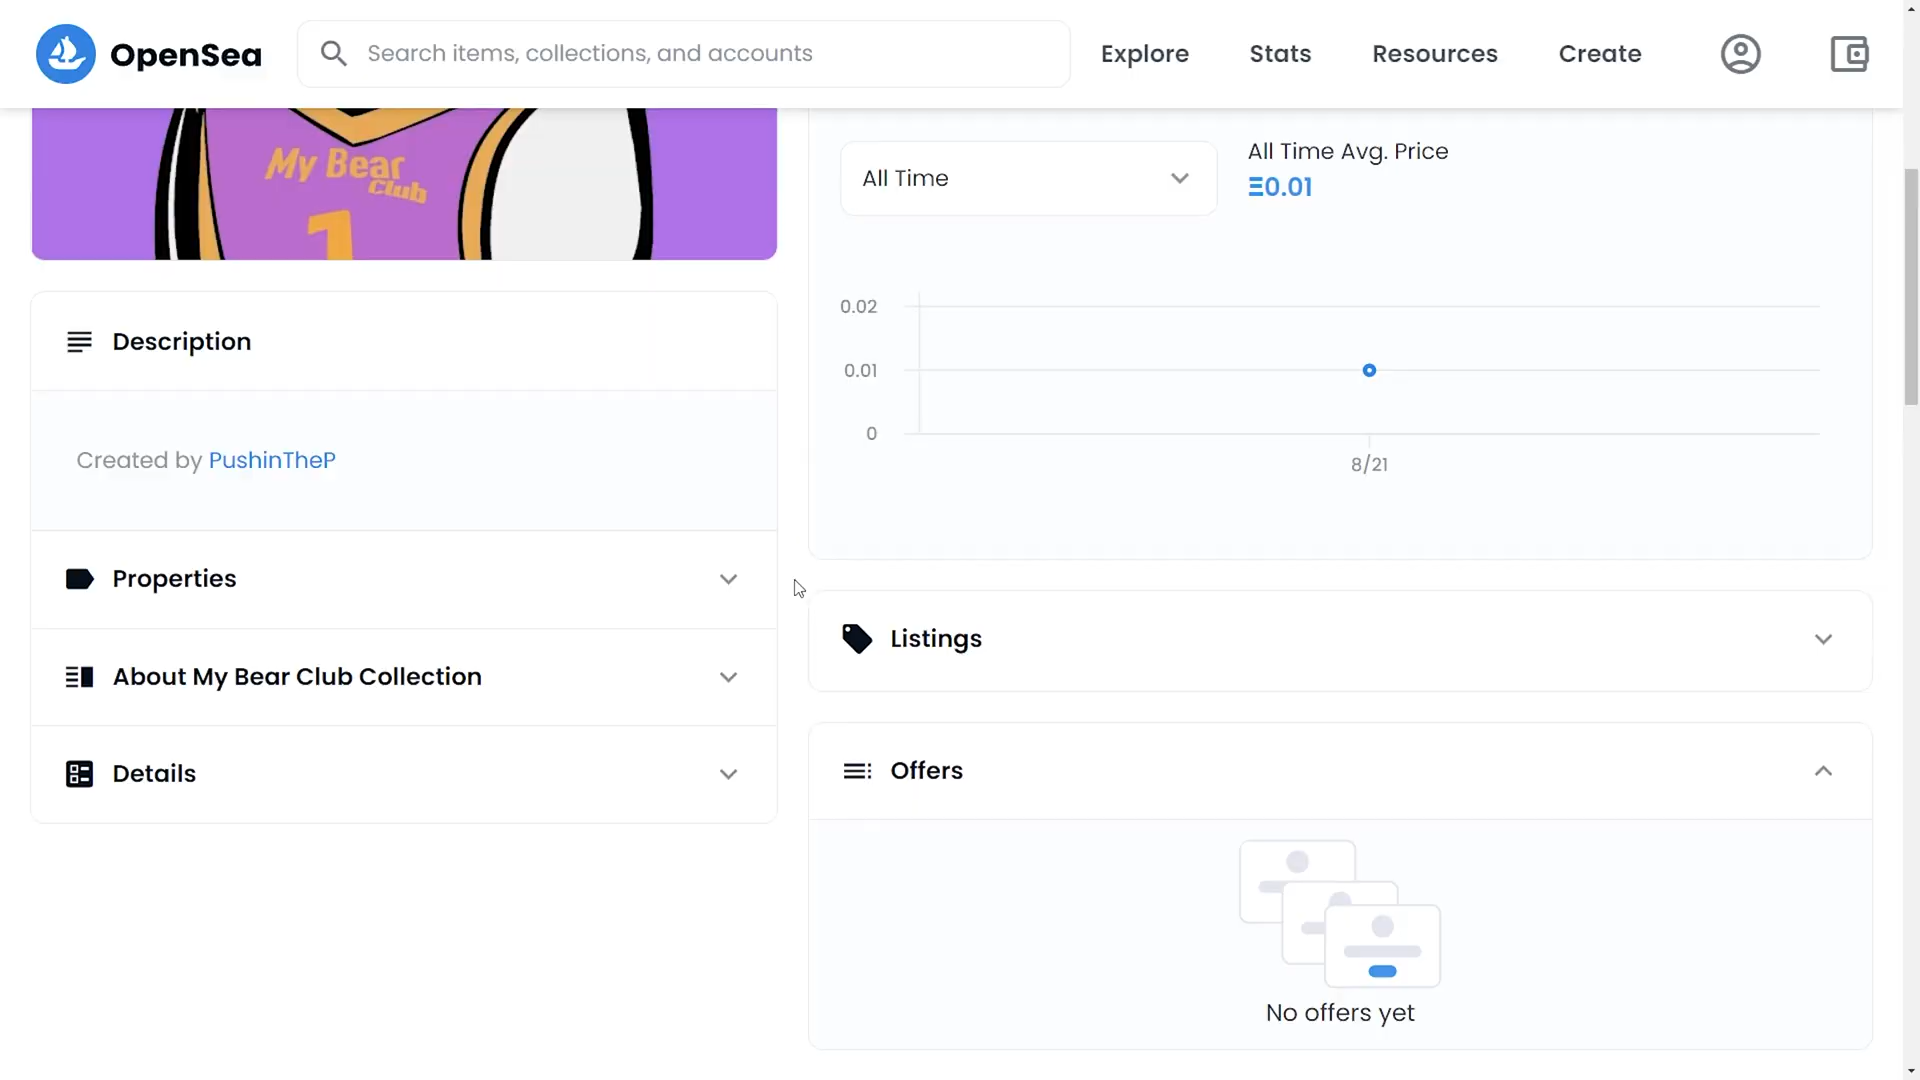 OpenSea
Search items, collections, and accounts
Explore
Stats
Resources
Create
My Bear
Club
1
Description
Created by PushinTheP
Properties
About My Bear Club Collection
Details
All Time
All Time Avg. Price
Ξ0.01
0.02
0.01
0
8/21
Listings
Offers
No offers yet